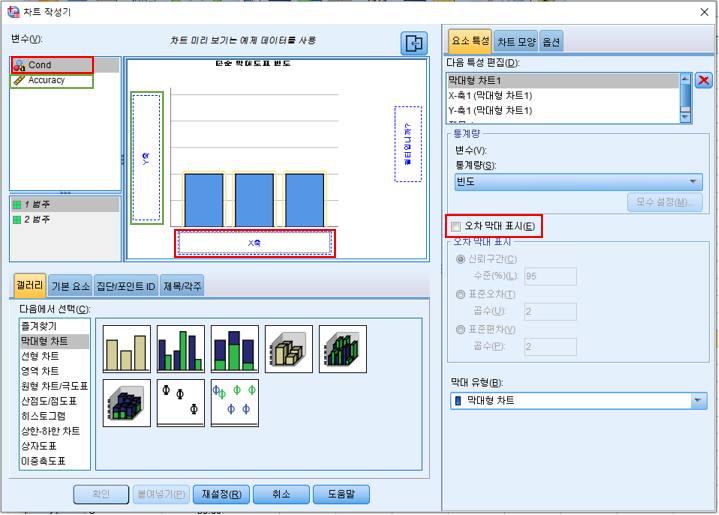 차트 작성기
변수(V):
차트 미리 보기는 예제 데이터를 사용
Cond
Accuracy
1 범주
2 범주
단순 막대도표 빈도
Y축
필터입니까?
X축
갤러리
기본 요소
집단/포인트 ID
제목/각주
다음에서 선택(C):
즐겨찾기
막대형 차트
선형 차트
영역 차트
원형 차트/극도표
산점도/점도표
히스토그램
상한-하한 차트
상자도표
이중축도표
확인
붙여넣기(P)
재설정(R)
취소
도움말
요소 특성
차트 모양
옵션
다음 특성 편집(D):
막대형 차트1
X-축1 (막대형 차트1)
Y-축1 (막대형 차트1)
통계량
변수(V):
통계량(S):
빈도
모수 설정(M)...
오차 막대 표시(E)
오차 막대 표시
신뢰구간(C)
수준(%)(L):
95
표준오차(T)
곱수(U):
2
표준편차(V)
곱수(P):
2
막대 유형(B):
막대형 차트